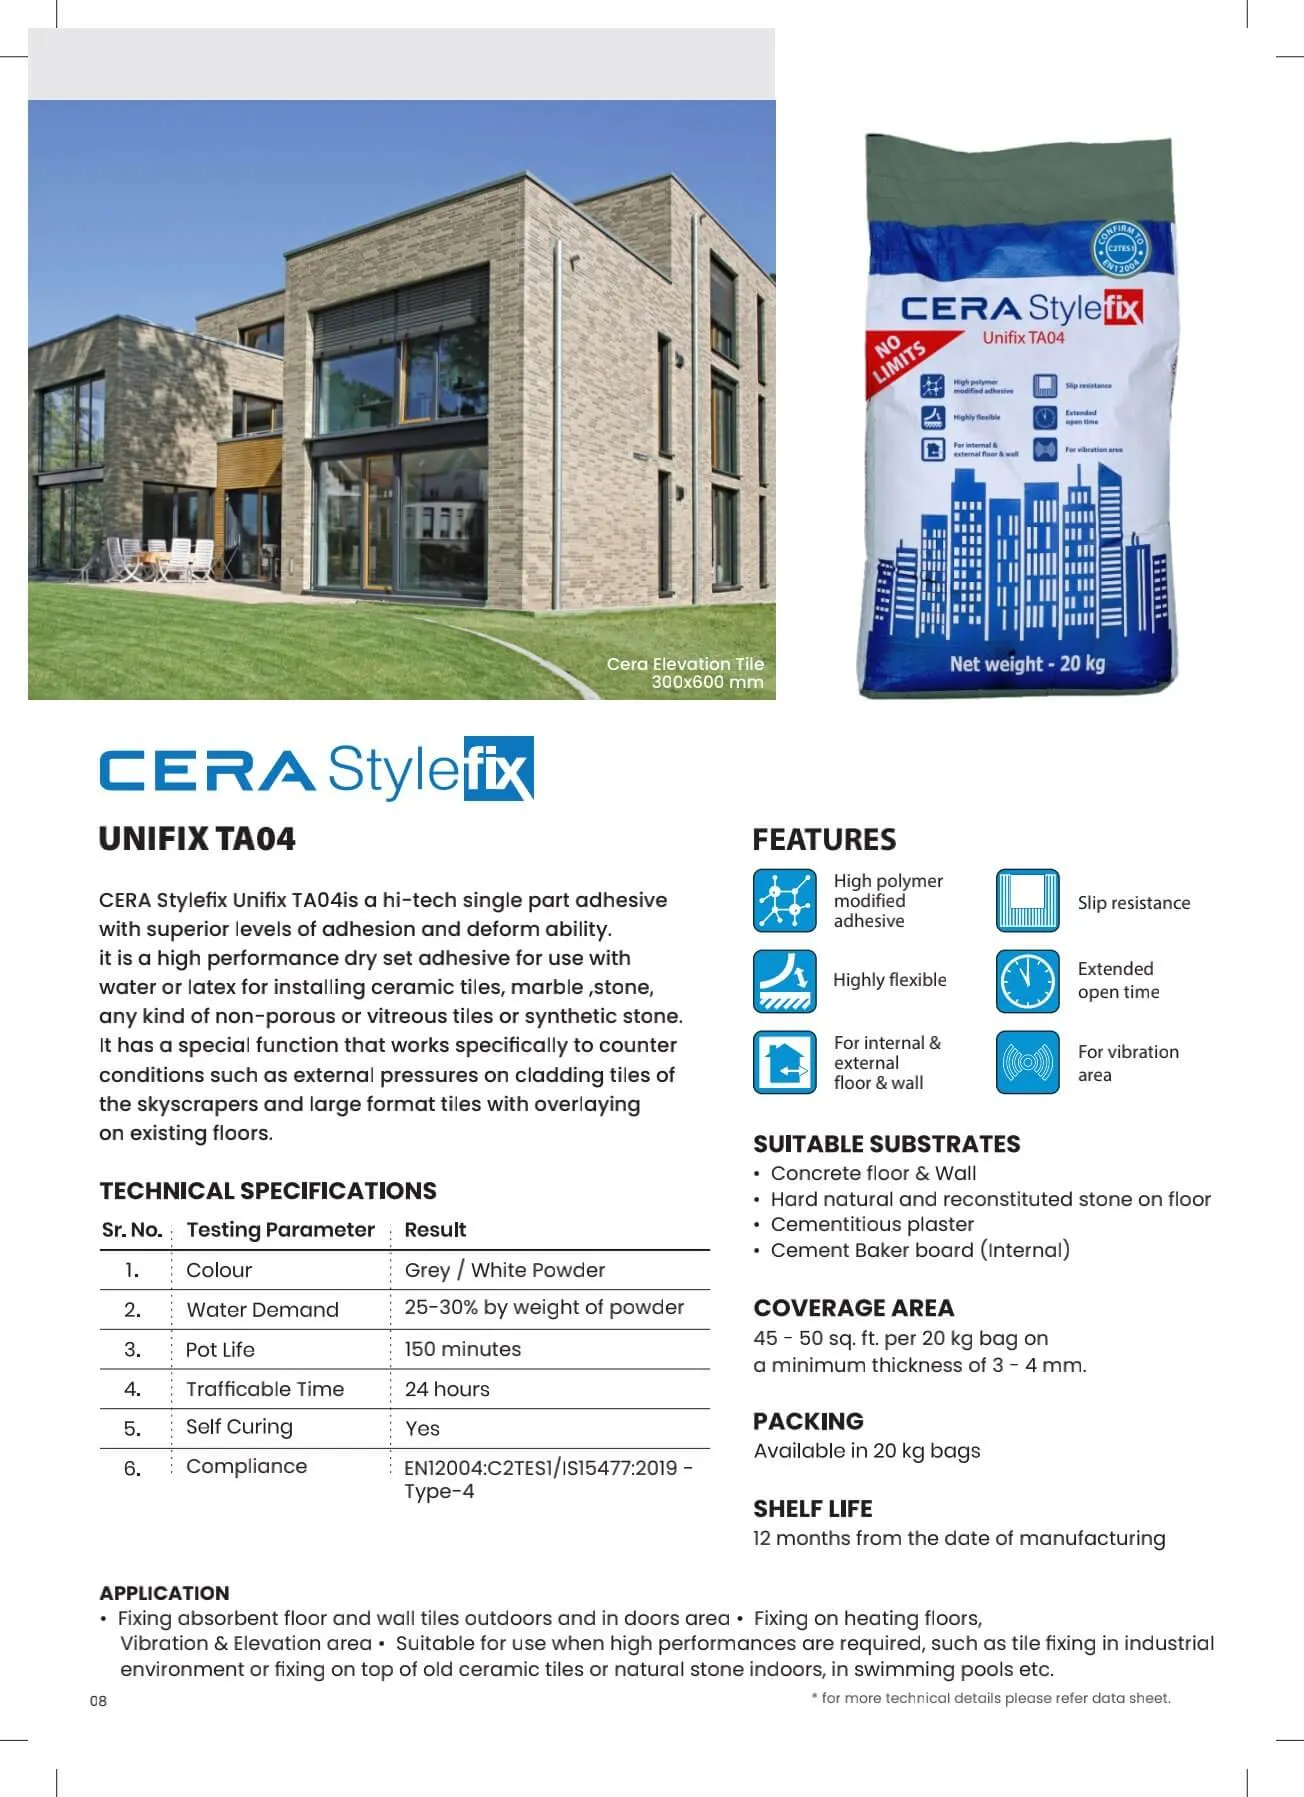 Cera Elevation Tile
300x600 mm
CONFIRM TO
C2TES1
EN12004
CERA Stylefix
Unifix TA04
NO
LIMITS
High polymer
modified adhesive
Slip resistance
Highly flexible
Extended
open time
For internal &
external floor & wall
For vibration area
Net weight - 20 kg
CERA Stylefix
UNIFIX TA04
CERA Stylefix Unifix TA04is a hi-tech single part adhesive
with superior levels of adhesion and deform ability.
it is a high performance dry set adhesive for use with
water or latex for installing ceramic tiles, marble ,stone,
any kind of non-porous or vitreous tiles or synthetic stone.
It has a special function that works specifically to counter
conditions such as external pressures on cladding tiles of
the skyscrapers and large format tiles with overlaying
on existing floors.
TECHNICAL SPECIFICATIONS
Sr. No. Testing Parameter Result
1. Colour Grey / White Powder
2. Water Demand 25-30% by weight of powder
3. Pot Life 150 minutes
4. Trafficable Time 24 hours
5. Self Curing Yes
6. Compliance EN12004:C2TES1/IS15477:2019 -
Type-4
FEATURES
High polymer
modified
adhesive
Slip resistance
Highly flexible
Extended
open time
For internal &
external
floor & wall
For vibration
area
SUITABLE SUBSTRATES
• Concrete floor & Wall
• Hard natural and reconstituted stone on floor
• Cementitious plaster
• Cement Baker board (Internal)
COVERAGE AREA
45 - 50 sq. ft. per 20 kg bag on
a minimum thickness of 3 - 4 mm.
PACKING
Available in 20 kg bags
SHELF LIFE
12 months from the date of manufacturing
APPLICATION
• Fixing absorbent floor and wall tiles outdoors and in doors area • Fixing on heating floors,
Vibration & Elevation area • Suitable for use when high performances are required, such as tile fixing in industrial
environment or fixing on top of old ceramic tiles or natural stone indoors, in swimming pools etc.
08
* for more technical details please refer data sheet.